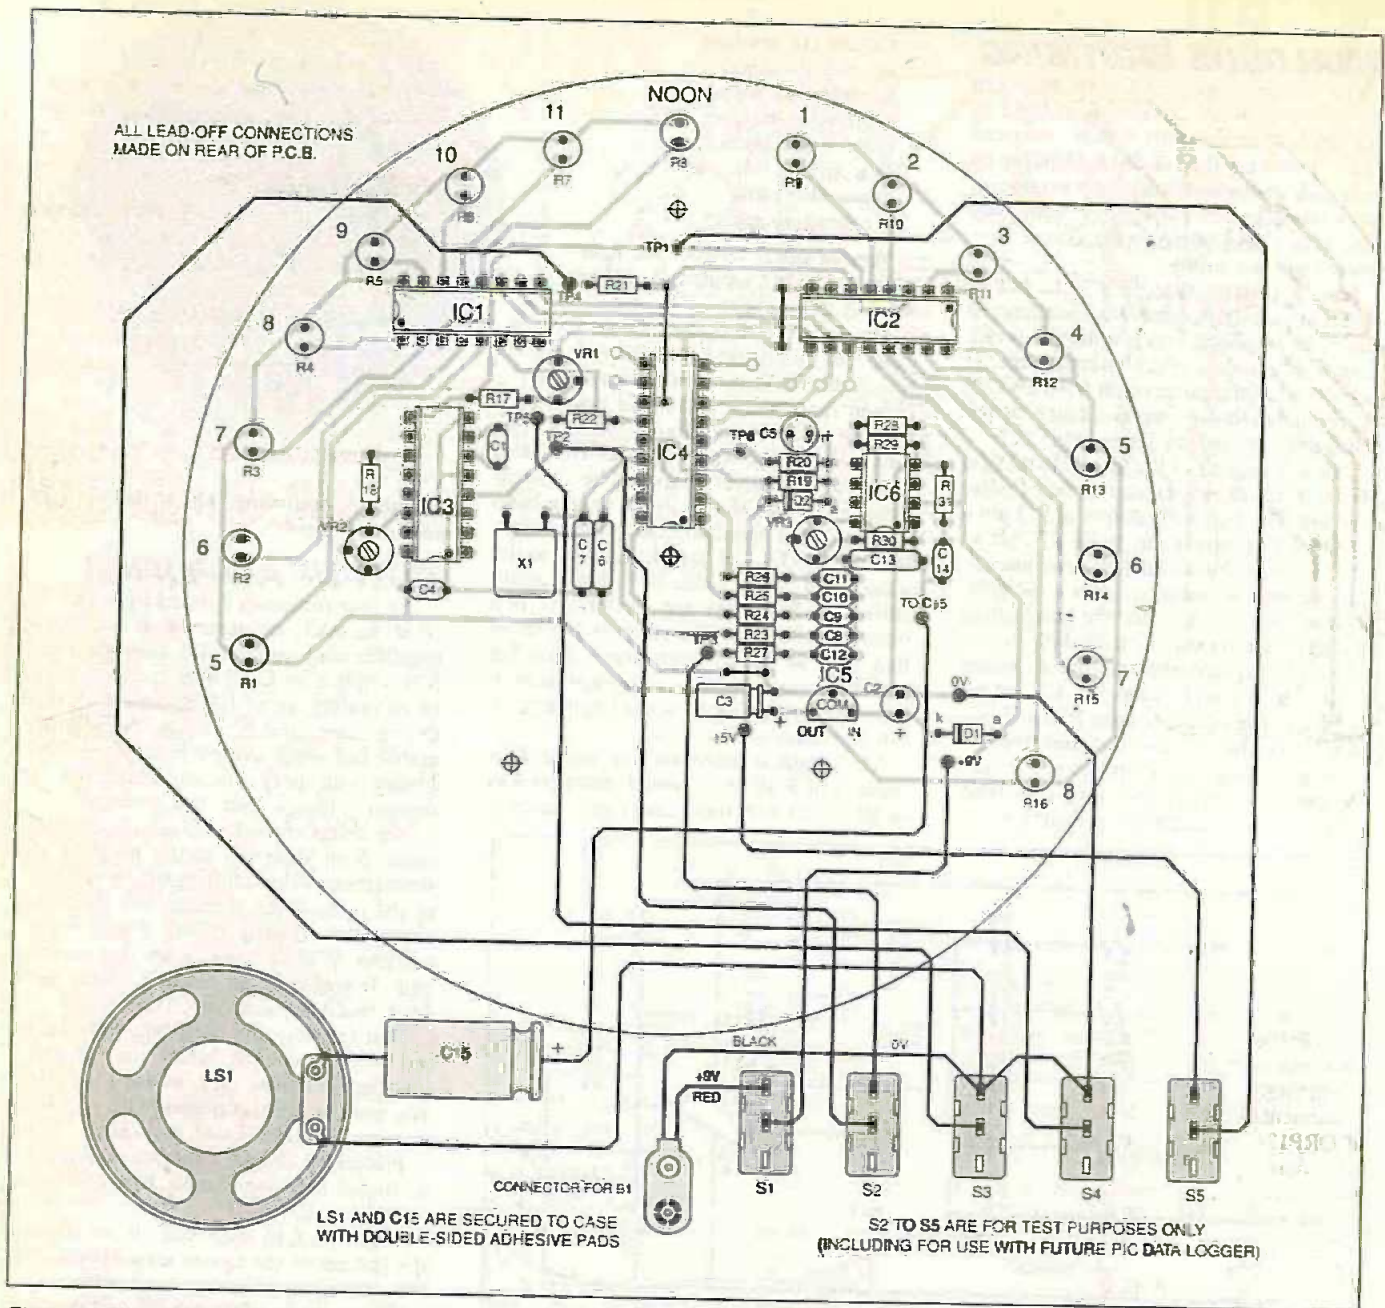 ALL LEAD-OFF CONNECTIONS
MADE ON REAR OF P.C.B.
NOON
11
1
10
2
9
3
8
4
7
5
6
6
5
7
8
R8
R7
R9
R6
R10
R5
R11
R4
R12
R3
R13
R2
R14
R1
R15
R16
TP1
TP4
R21
IC1
IC2
VR1
R17
TP5
R22
TP2
C1
IC4
TP6
C5
R28
R29
R20
R19
D2
a
IC6
R18
IC3
VR2
VR3
R30
C13
C14
X1
C7
C6
C4
R26
C11
R25
C10
R24
C9
R23
C8
R27
C12
TO C15
TP3
IC5
C3
COM
C2
0V
OUT
IN
+
+
+
+5V
k
D1
a
+9V
LS1
C15
+
BLACK
0V
+9V
RED
CONNECTOR FOR B1
S1
S2
S3
S4
S5
LS1 AND C15 ARE SECURED TO CASE
WITH DOUBLE-SIDED ADHESIVE PADS
S2 TO S5 ARE FOR TEST PURPOSES ONLY
(INCLUDING FOR USE WITH FUTURE PIC DATA LOGGER)